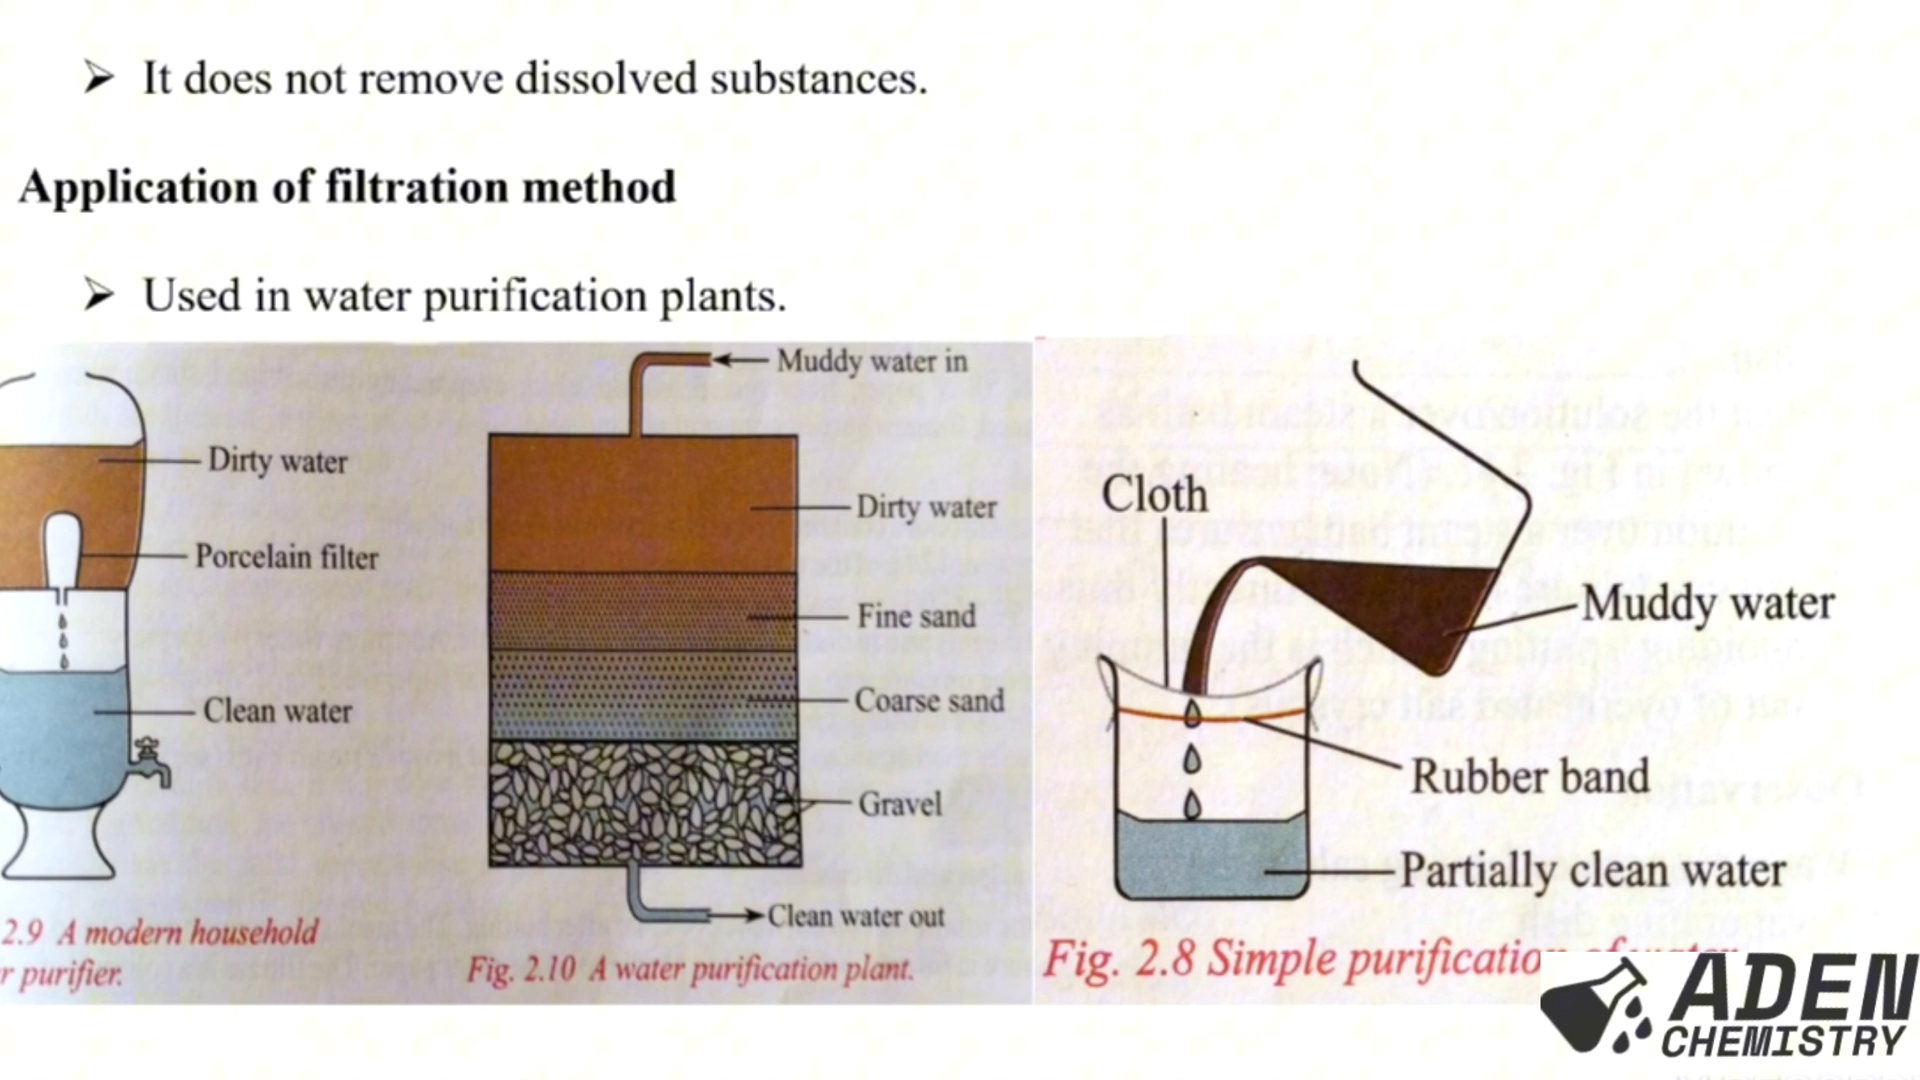 ➢ It does not remove dissolved substances.
Application of filtration method
➢ Used in water purification plants.
Dirty water
Porcelain filter
Clean water
2.9 A modern household
r purifier.
Muddy water in
Dirty water
Fine sand
Coarse sand
Gravel
Clean water out
Fig. 2.10 A water purification plant.
Cloth
Muddy water
Rubber band
Partially clean water
Fig. 2.8 Simple purificatio
ADEN
CHEMISTRY